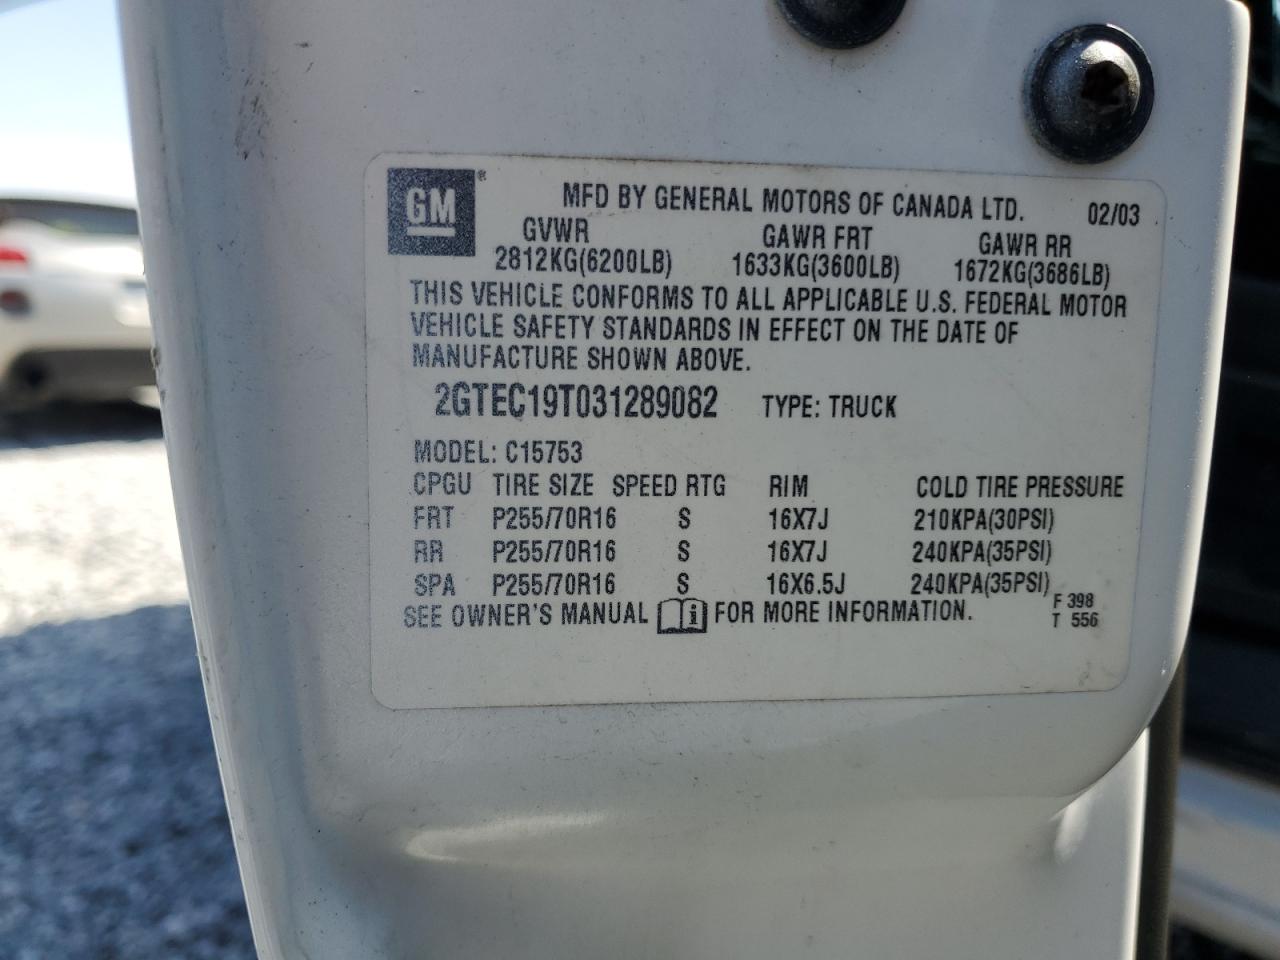 GM®
MFD BY GENERAL MOTORS OF CANADA LTD. 02/03
GVWR GAWR FRT GAWR RR
2812KG(6200LB) 1633KG(3600LB) 1672KG(3686LB)
THIS VEHICLE CONFORMS TO ALL APPLICABLE U.S. FEDERAL MOTOR
VEHICLE SAFETY STANDARDS IN EFFECT ON THE DATE OF
MANUFACTURE SHOWN ABOVE.
2GTEC19T031289082 TYPE: TRUCK
MODEL: C15753
CPGU TIRE SIZE SPEED RTG RIM COLD TIRE PRESSURE
FRT P255/70R16 S 16X7J 210KPA(30PSI)
RR P255/70R16 S 16X7J 240KPA(35PSI)
SPA P255/70R16 S 16X6.5J 240KPA(35PSI)
SEE OWNER'S MANUAL i FOR MORE INFORMATION.
F 398
T 556